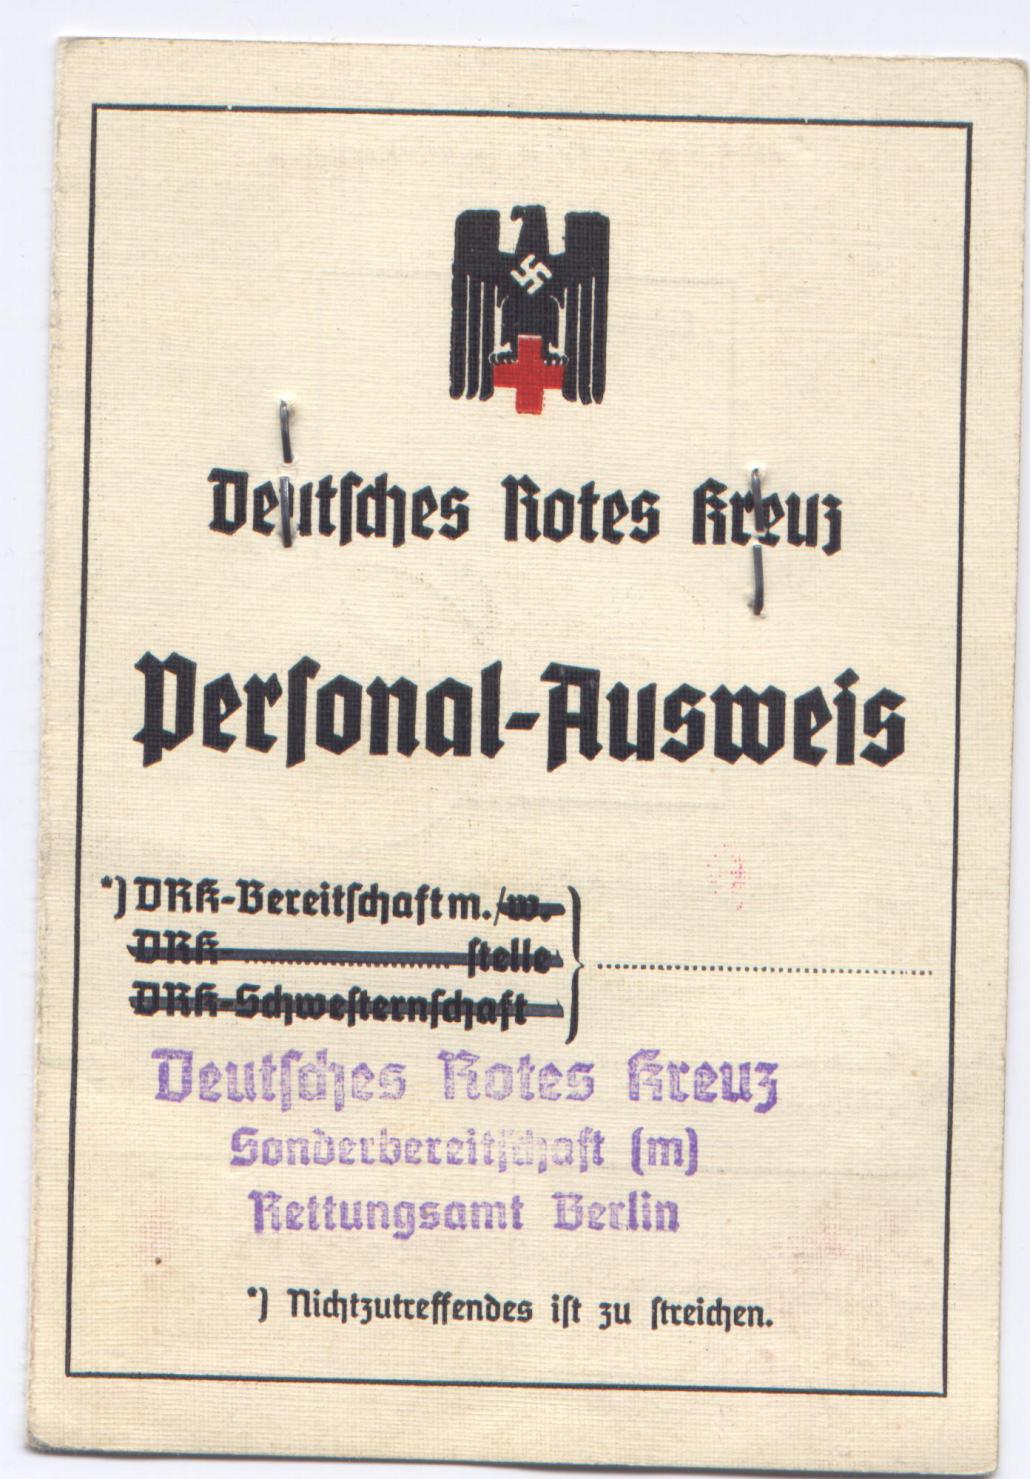 Deutsches Rotes Kreuz
Personal-Ausweis
*) DRK-Bereitschaft m./w.
DRK-.......................... stelle
DRK-Schwesternschaft
Deutsches Rotes Kreuz
Sonderbereitschaft (m)
Rettungsamt Berlin
*) Nichtzutreffendes ist zu streichen.